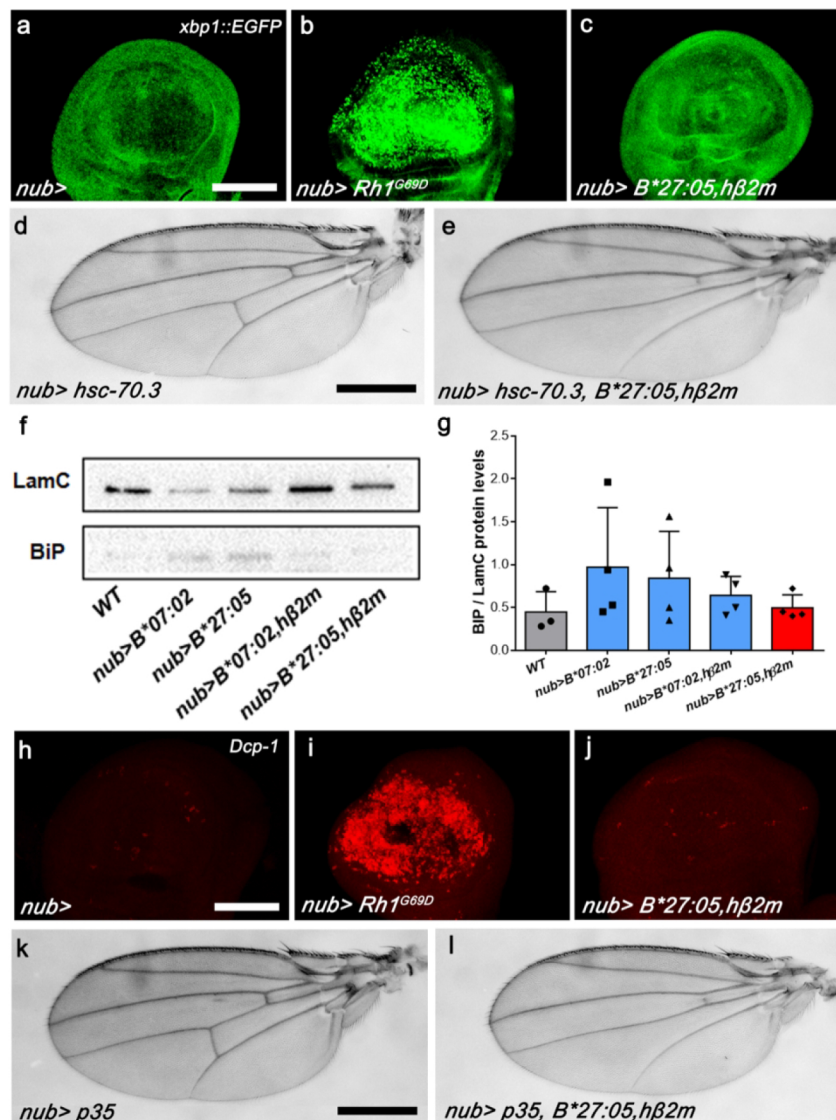 a
xbp1::EGFP
nub>
b
nub> Rh1G69D
c
nub> B*27:05,hβ2m
d
nub> hsc-70.3
e
nub> hsc-70.3, B*27:05,hβ2m
f
LamC
BiP
WT
nub>B*07:02
nub>B*27:05
nub>B*07:02,hβ2m
nub>B*27:05,hβ2m
g
BiP / LamC protein levels
2.5
2.0
1.5
1.0
0.5
0.0
WT
nub>B*07:02
nub>B*27:05
nub>B*07:02,hβ2m
nub>B*27:05,hβ2m
h
Dcp-1
nub>
i
nub> Rh1G69D
j
nub> B*27:05,hβ2m
k
nub> p35
l
nub> p35, B*27:05,hβ2m